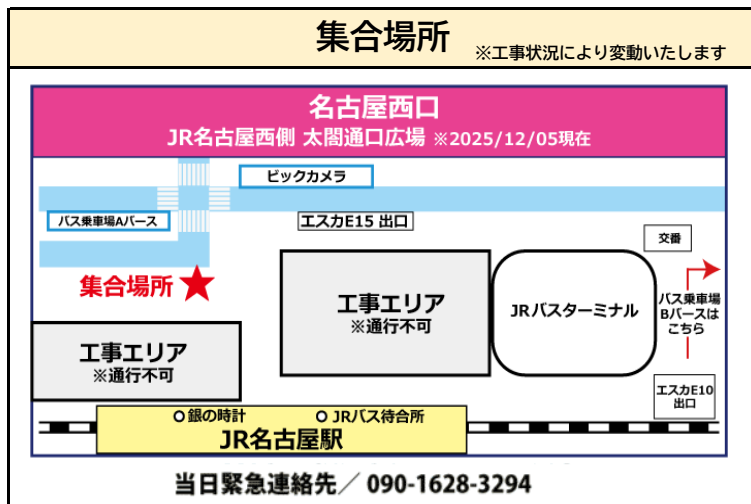 集合場所 ※工事状況により変動いたします
名古屋西口
JR名古屋西側 太閤通口広場 ※2025/12/05現在
ビックカメラ
バス乗車場Aバース
エスカE15 出口
交番
集合場所
工事エリア
※通行不可
JRバスターミナル
バス乗車場
Bバースは
こちら
工事エリア
※通行不可
エスカE10
出口
銀の時計
JRバス待合所
JR名古屋駅
当日緊急連絡先／ 090-1628-3294